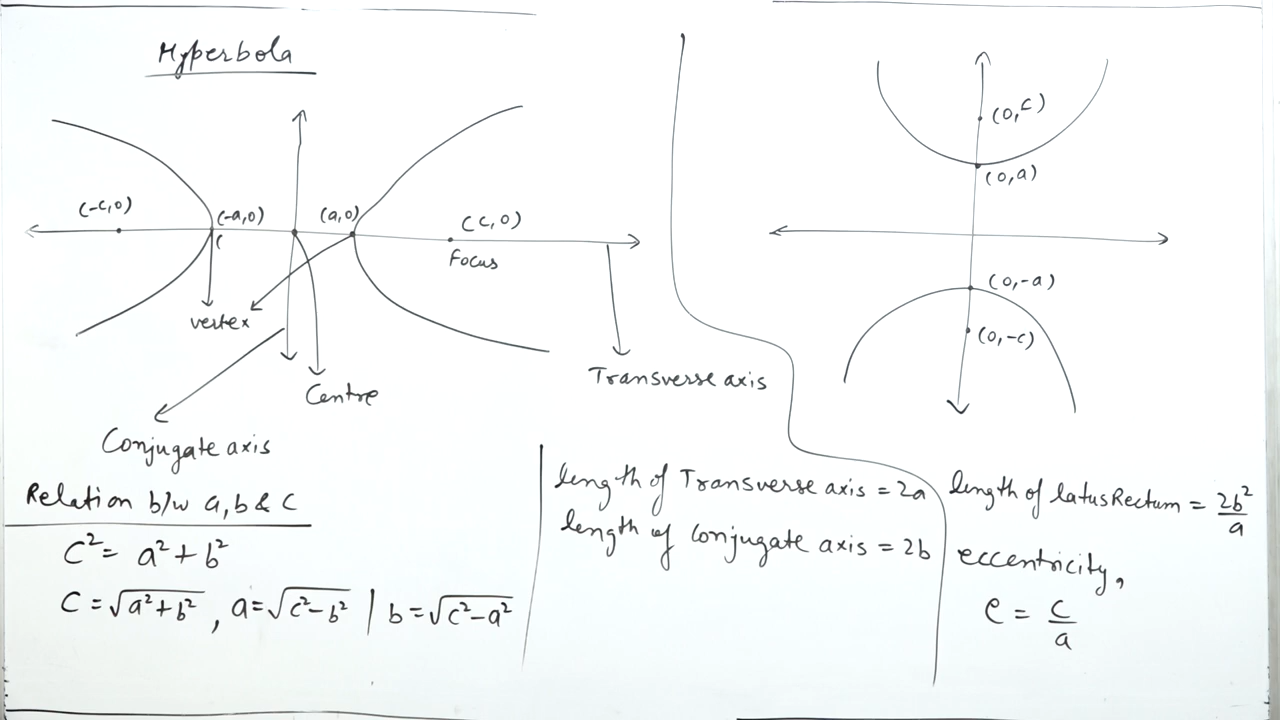 Hyperbola
(-c,0)
(-a,0)
(a,0)
(c,0)
Focus
vertex
Centre
Transverse axis
Conjugate axis
(0,c)
(0,a)
(0,-a)
(0,-c)
Relation b/w a,b & c
c² = a² + b²
c = √a²+b² , a = √c²-b² | b = √c²-a²
length of Transverse axis = 2a
length of conjugate axis = 2b
length of latus Rectum = 2b²/a
eccentricity,
e = c/a